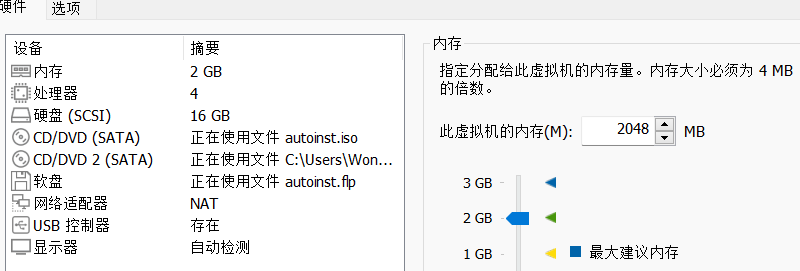 硬件 选项
设备 摘要
内存 2 GB
处理器 4
硬盘 (SCSI) 16 GB
CD/DVD (SATA) 正在使用文件 autoinst.iso
CD/DVD 2 (SATA) 正在使用文件 C:\Users\Won...
软盘 正在使用文件 autoinst.flp
网络适配器 NAT
USB 控制器 存在
显示器 自动检测
内存
指定分配给此虚拟机的内存量。内存大小必须为 4 MB
的倍数。
此虚拟机的内存(M): 2048 MB
3 GB
2 GB
1 GB 最大建议内存